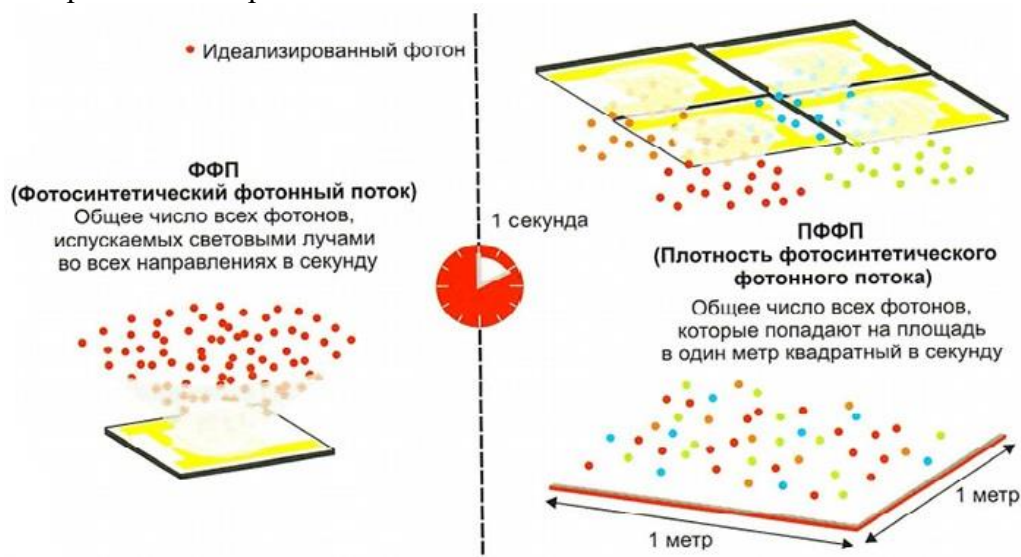 Идеализированный фотон
ФФП
(Фотосинтетический фотонный поток)
Общее число всех фотонов,
испускаемых световыми лучами
во всех направлениях в секунду
1 секунда
ПФФП
(Плотность фотосинтетического
фотонного потока)
Общее число всех фотонов,
которые попадают на площадь
в один метр квадратный в секунду
1 метр
1 метр